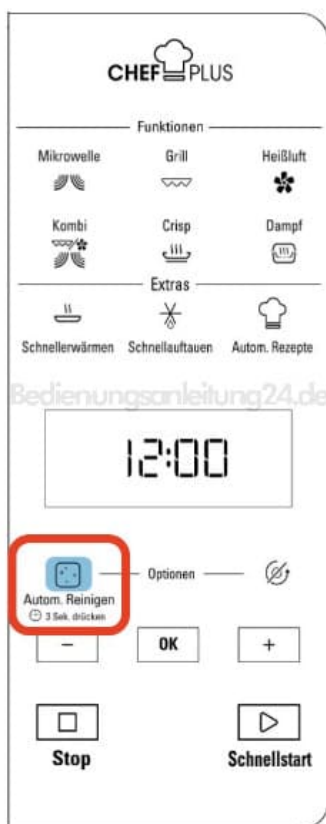 CHEF PLUS
Funktionen
Mikrowelle Grill Heißluft
Kombi Crisp Dampf
Extras
Schnellerwärmen Schnellauftauen Autom. Rezepte
Bedienungsanleitung24.de
12:00
Optionen
Autom. Reinigen
3 Sek. drücken
− OK +
Stop Schnellstart